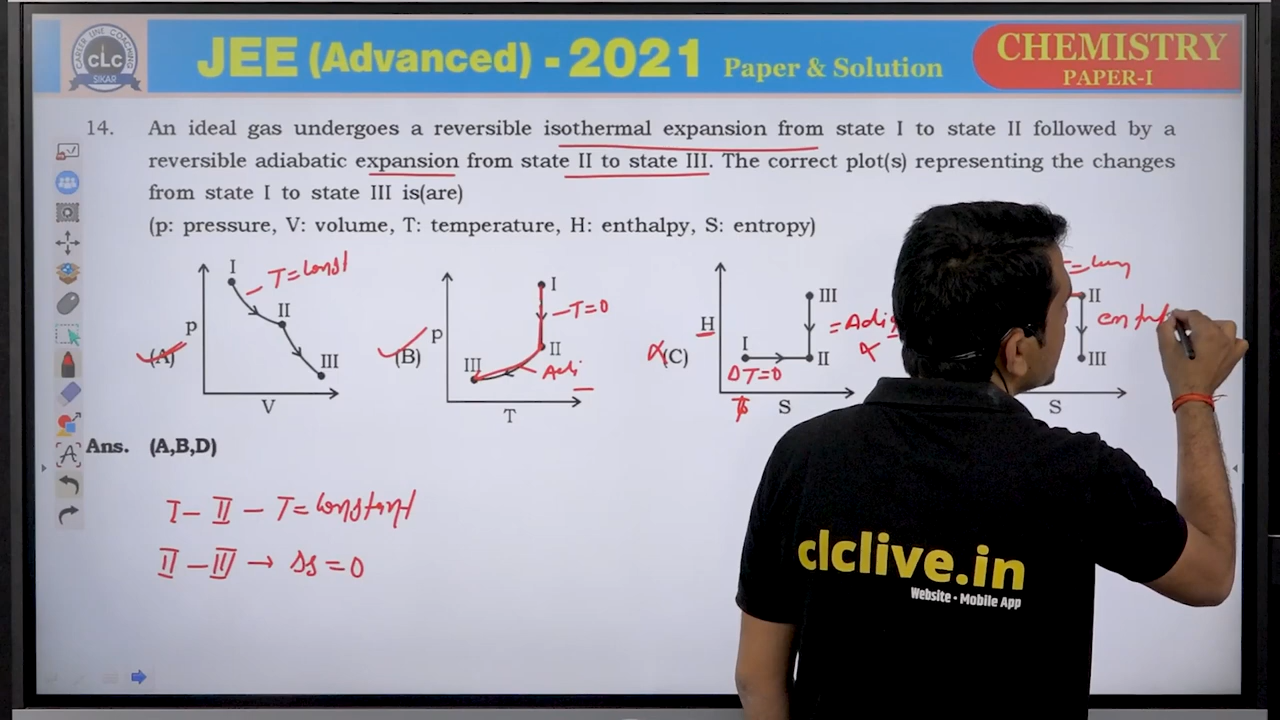 CAREER LINE COACHING
CLC
SIKAR
JEE (Advanced) - 2021 Paper & Solution
CHEMISTRY
PAPER-I
14. An ideal gas undergoes a reversible isothermal expansion from state I to state II followed by a
reversible adiabatic expansion from state II to state III. The correct plot(s) representing the changes
from state I to state III is(are)
(p: pressure, V: volume, T: temperature, H: enthalpy, S: entropy)
(A)
p
I
T=const
II
III
V
(B)
p
I
T=0
II
III
Adi
T
(C)
H
I
III
II
ΔT=0
S
II
III
S
Ans. (A,B,D)
I - II - T = constant
II - III → Δs = 0
clclive.in
Website • Mobile App